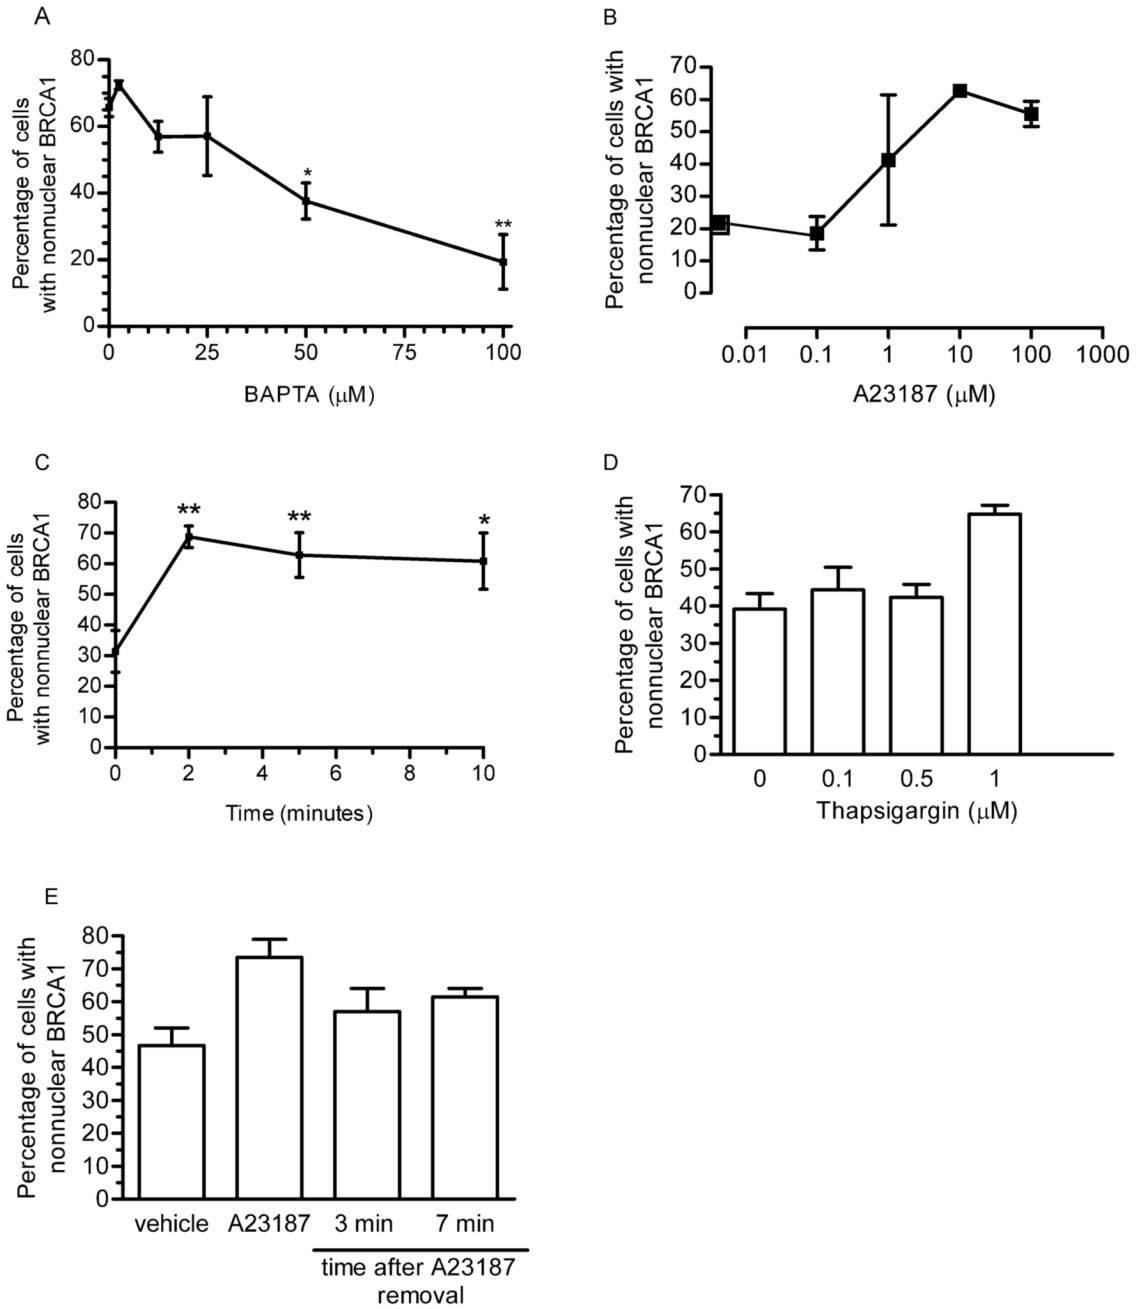 A
Percentage of cells
with nonnuclear BRCA1
80
60
40
20
0
*
**
0 25 50 75 100
BAPTA (μM)
B
Percentage of cells with
nonnuclear BRCA1
70
60
50
40
30
20
10
0
0.01 0.1 1 10 100 1000
A23187 (μM)
C
Percentage of cells
with nonnuclear BRCA1
80
70
60
50
40
30
20
10
0
** ** *
0 2 4 6 8 10
Time (minutes)
D
Percentage of cells with
nonnuclear BRCA1
70
60
50
40
30
20
10
0
0 0.1 0.5 1
Thapsigargin (μM)
E
Percentage of cells with
nonnuclear BRCA1
80
70
60
50
40
30
20
10
0
vehicle A23187 3 min 7 min
time after A23187
removal